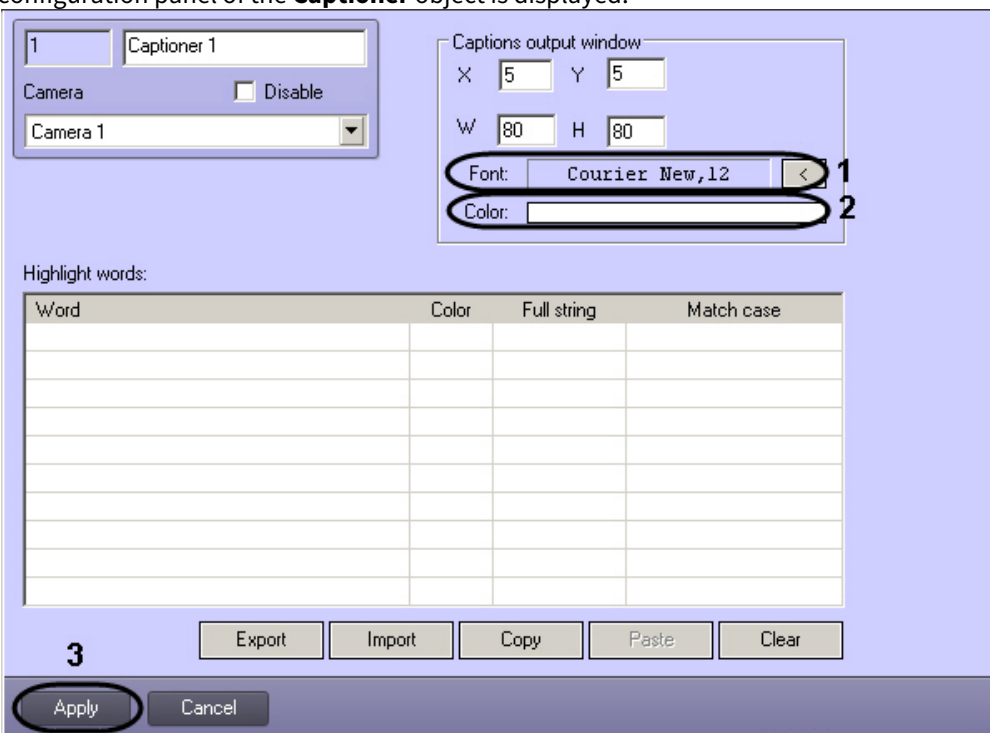 configuration panel of the Captioner object is displayed:
1 Captioner 1
Camera Disable
Camera 1
Captions output window
X 5 Y 5
W 80 H 80
Font: Courier New,12 < 1
Color: 2
Highlight words:
Word Color Full string Match case
Export Import Copy Paste Clear
3
Apply Cancel